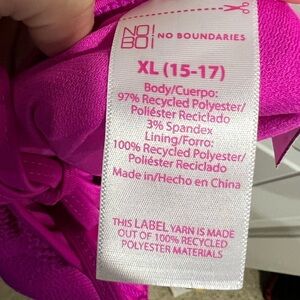 NO!
BO! NO BOUNDARIES
XL (15-17)
Body/Cuerpo:
97% Recycled Polyester/
Poliéster Reciclado
3% Spandex
Lining/Forro:
100% Recycled Polyester/
Poliéster Reciclado
Made in/Hecho en China
THIS LABEL YARN IS MADE
OUT OF 100% RECYCLED
POLYESTER MATERIALS